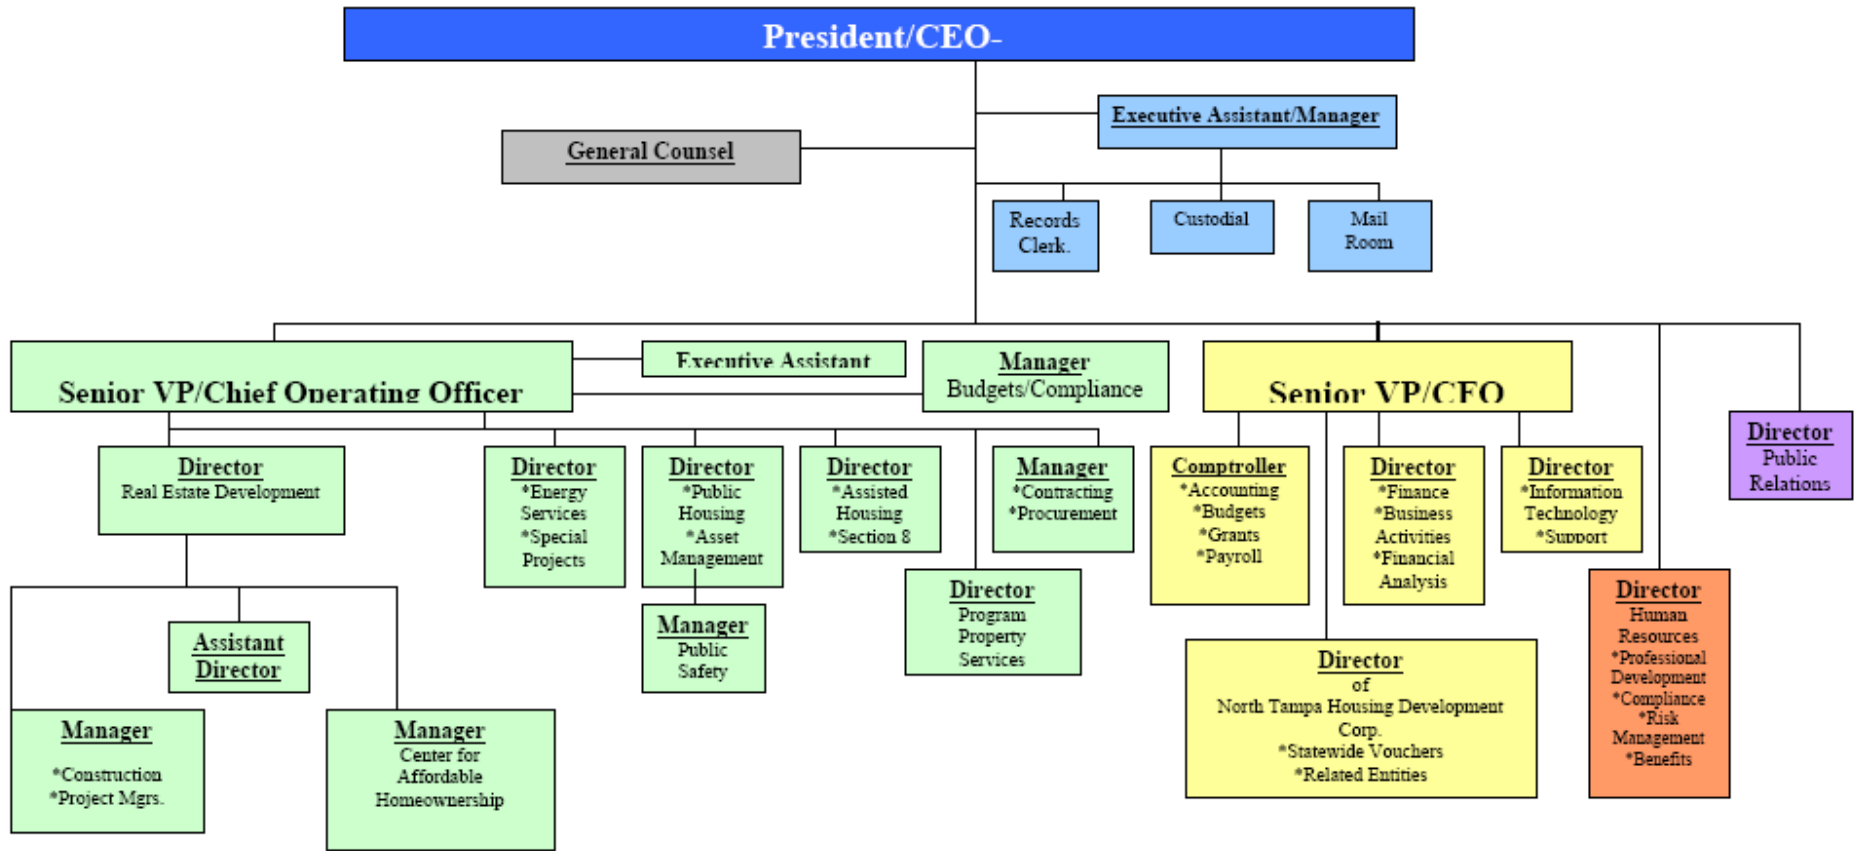 President/CEO-
Executive Assistant/Manager
General Counsel
Records
Clerk.
Custodial
Mail
Room
Senior VP/Chief Operating Officer
Executive Assistant
Manager
Budgets/Compliance
Senior VP/CFO
Director
Public
Relations
Director
Real Estate Development
Director
*Energy
Services
*Special
Projects
Director
*Public
Housing
*Asset
Management
Director
*Assisted
Housing
*Section 8
Manager
*Contracting
*Procurement
Comptroller
*Accounting
*Budgets
*Grants
*Payroll
Director
*Finance
*Business
Activities
*Financial
Analysis
Director
*Information
Technology
*Support
Director
Program
Property
Services
Director
Human
Resources
*Professional
Development
*Compliance
*Risk
Management
*Benefits
Assistant
Director
Manager
Public
Safety
Director
of
North Tampa Housing Development
Corp.
*Statewide Vouchers
*Related Entities
Manager
*Construction
*Project Mgrs.
Manager
Center for
Affordable
Homeownership